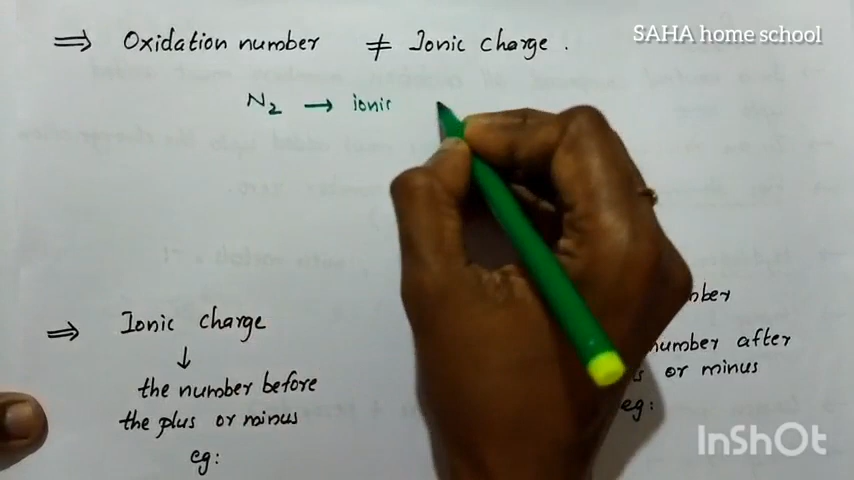 SAHA home school
⇒ Oxidation number ≠ Ionic charge.
N₂ → ionic
⇒ Ionic charge
↓
the number before
the plus or minus
eg:
number after
or minus
eg:
InShOt